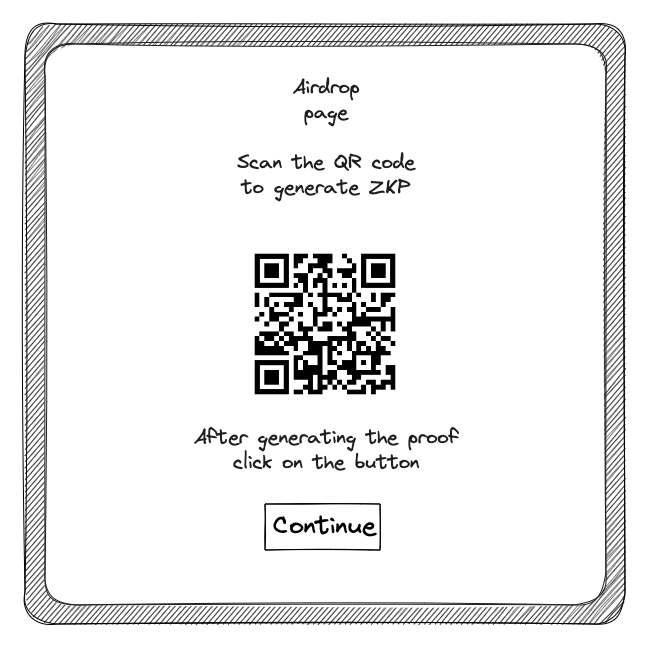 Airdrop
page
Scan the QR code
to generate ZKP
After generating the proof
click on the button
Continue